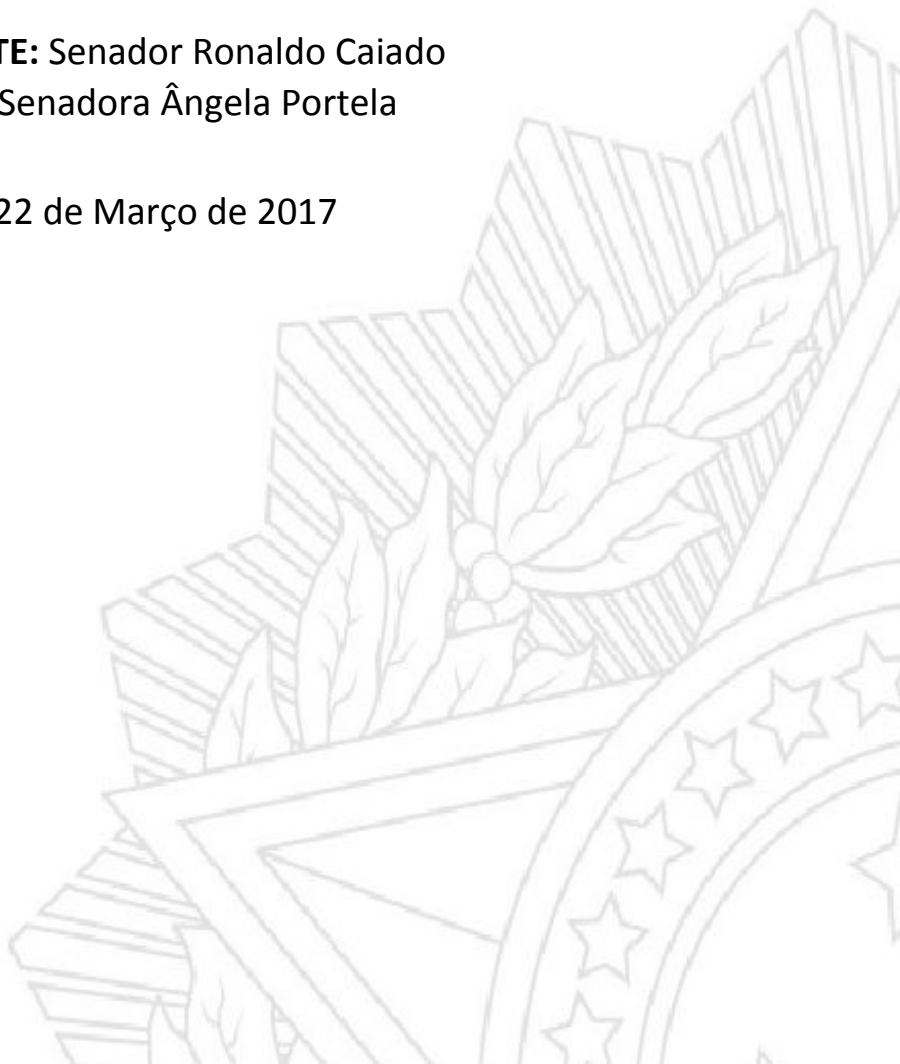 TE: Senador Ronaldo Caiado
Senadora Ângela Portela
22 de Março de 2017